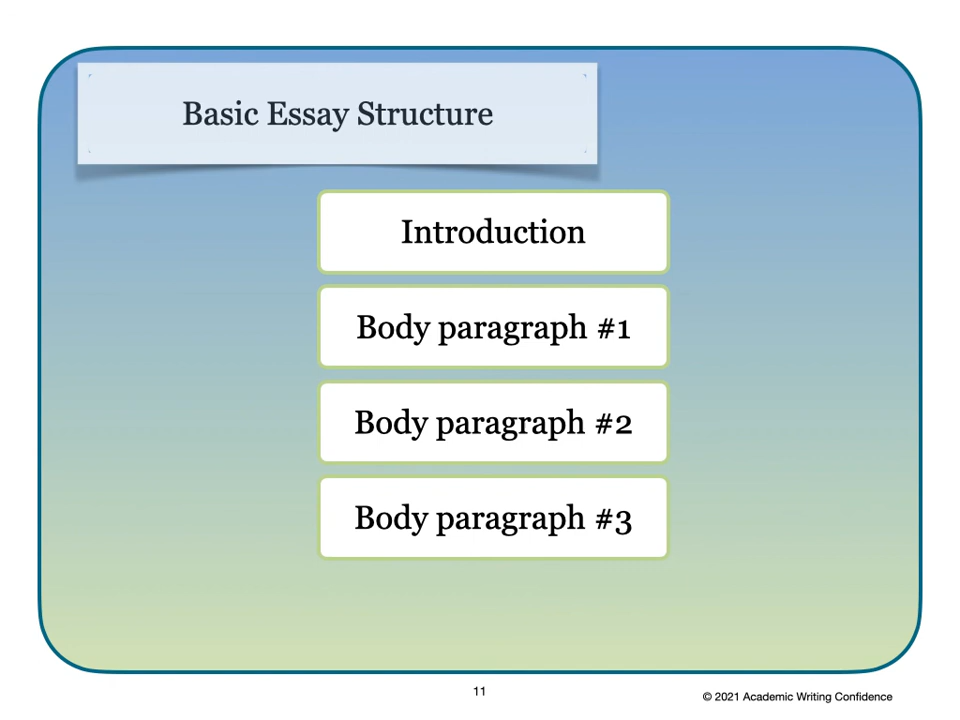 Basic Essay Structure
Introduction
Body paragraph #1
Body paragraph #2
Body paragraph #3
11
© 2021 Academic Writing Confidence